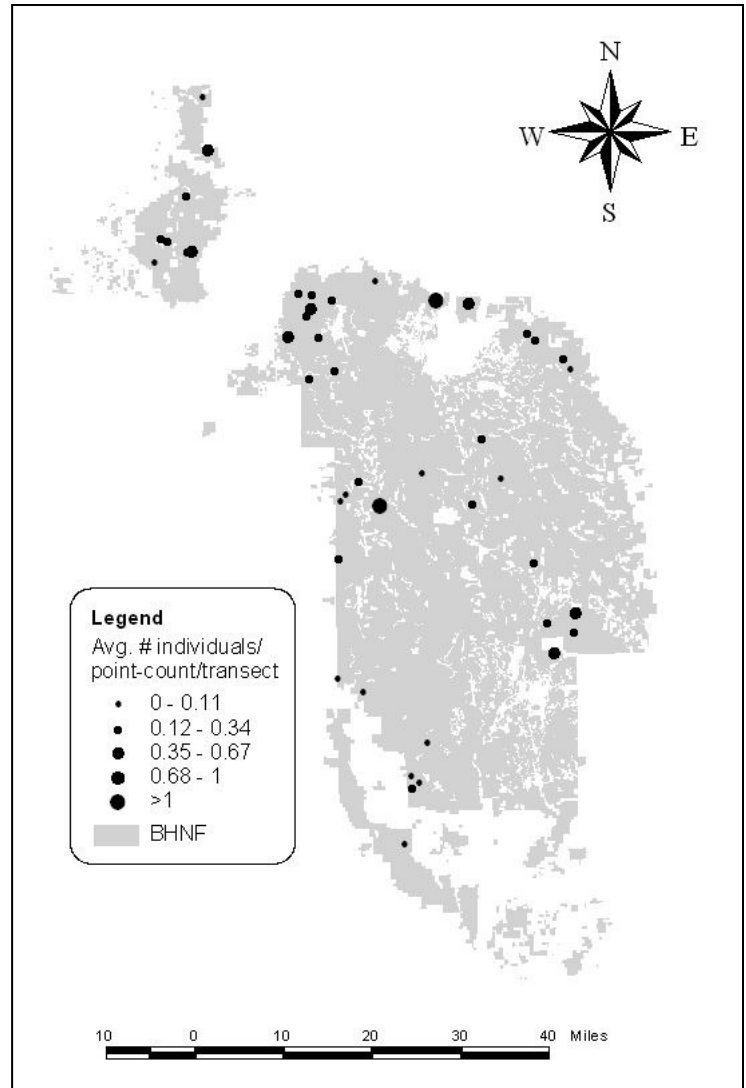 N
W E
S
Legend
Avg. # individuals/
point-count/transect
0 - 0.11
0.12 - 0.34
0.35 - 0.67
0.68 - 1
>1
BHNF
10 0 10 20 30 40 Miles